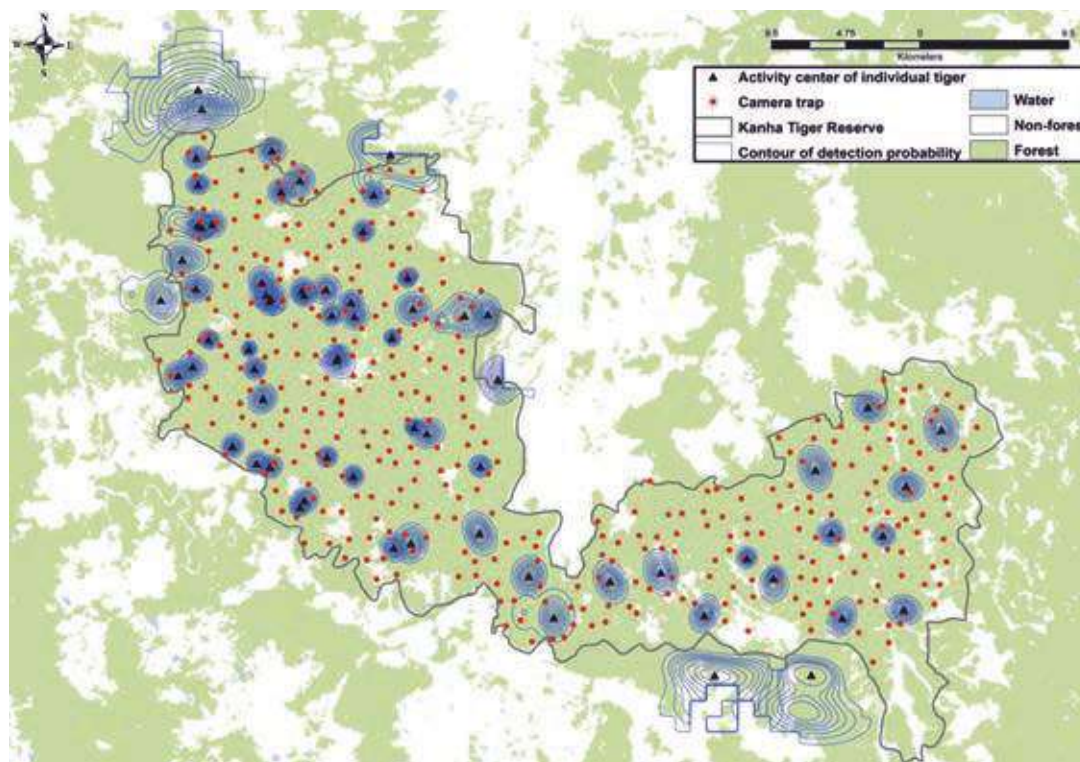 N
W E
S
9.5 4.75 0 9.5
Kilometers
Activity center of individual tiger
Camera trap
Water
Kanha Tiger Reserve
Non-forest
Contour of detection probability
Forest